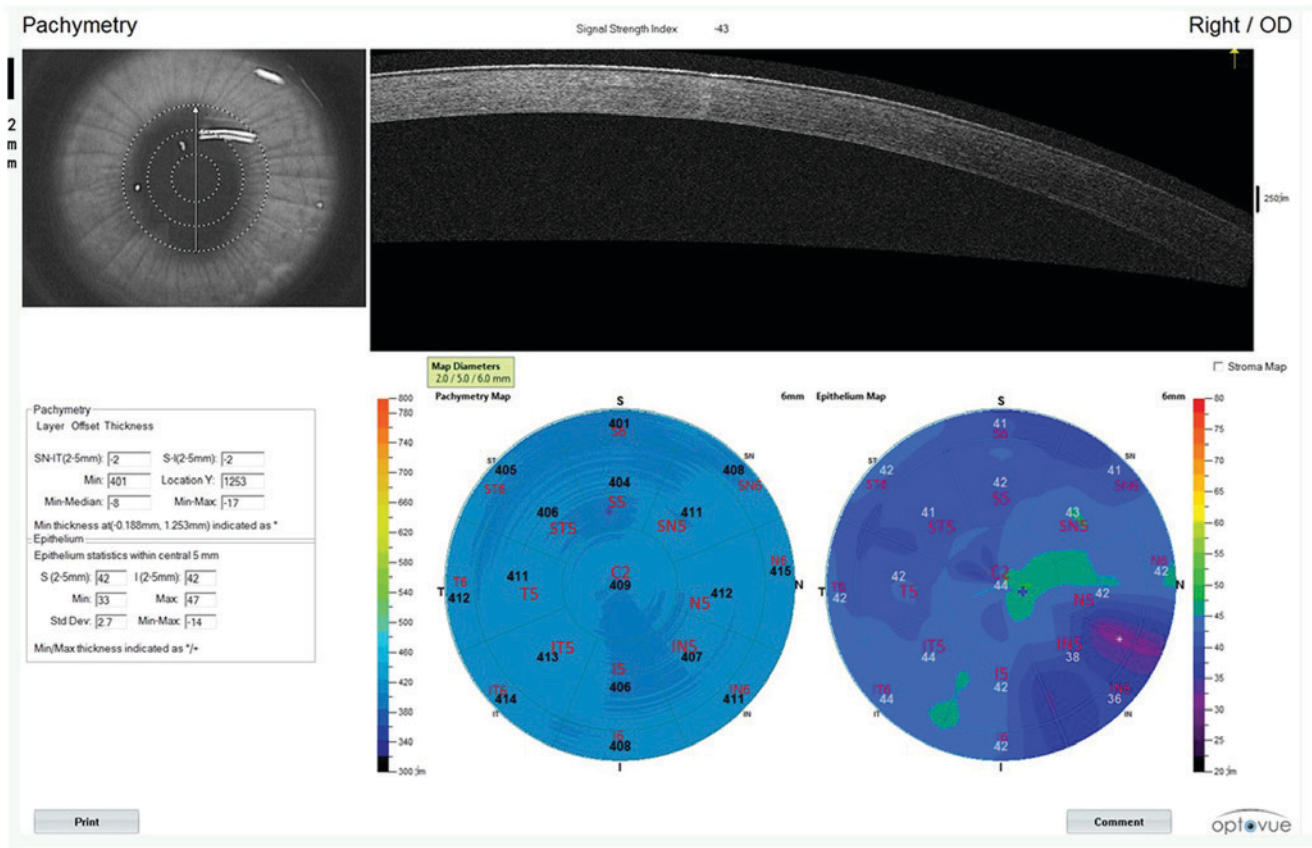 Pachymetry
Signal Strength Index -43
Right / OD
2
m
m
250µm
Map Diameters
2.0 / 5.0 / 6.0 mm
Stroma Map
Pachymetry Map
6mm
Epithelium Map
6mm
Pachymetry
Layer Offset Thickness
SN-IT(2-5mm): -2 S-I(2-5mm): -2
Min: 401 Location Y: 1253
Min-Median: -8 Min-Max: -17
Min thickness at(-0.188mm, 1.253mm) indicated as *
Epithelium
Epithelium statistics within central 5 mm
S (2-5mm): 42 I (2-5mm): 42
Min: 33 Max: 47
Std Dev: 2.7 Min-Max: -14
Min/Max thickness indicated as */+
800
780
740
700
660
620
580
540
500
460
420
380
340
300 µm
S
401
S6
ST
405
ST6
SN
408
SN6
404
S5
406
ST5
411
SN5
C2
409
T
T6
412
411
T5
N6
415
N
412
N5
IT5
413
IN5
407
I5
406
IT6
414
IT
IN6
411
IN
I6
408
I
S
41
S6
ST
42
ST6
SN
41
SN6
42
S5
41
ST5
43
SN5
C2
44
T
T6
42
42
T5
N6
42
N
N5
42
IT5
44
IN5
38
I5
42
IT6
44
IT
IN6
36
IN
I6
42
I
80
75
70
65
60
55
50
45
40
35
30
25
20 µm
Print
Comment
optovue